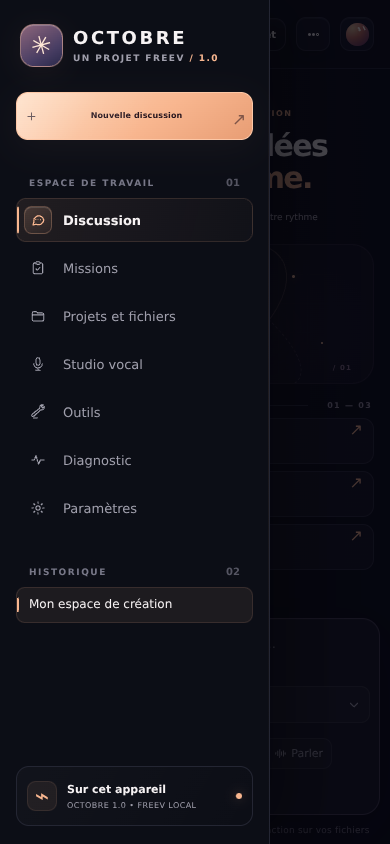 OCTOBRE
UN PROJET FREEV / 1.0
+ Nouvelle discussion ↗
ESPACE DE TRAVAIL 01
Discussion
Missions
Projets et fichiers
Studio vocal
Outils
Diagnostic
Paramètres
HISTORIQUE 02
Mon espace de création
Sur cet appareil
OCTOBRE 1.0 • FREEV LOCAL
ION
lées
me.
tre rythme
/ 01
01 — 03
↗
↗
↗
Parler
ction sur vos fichiers